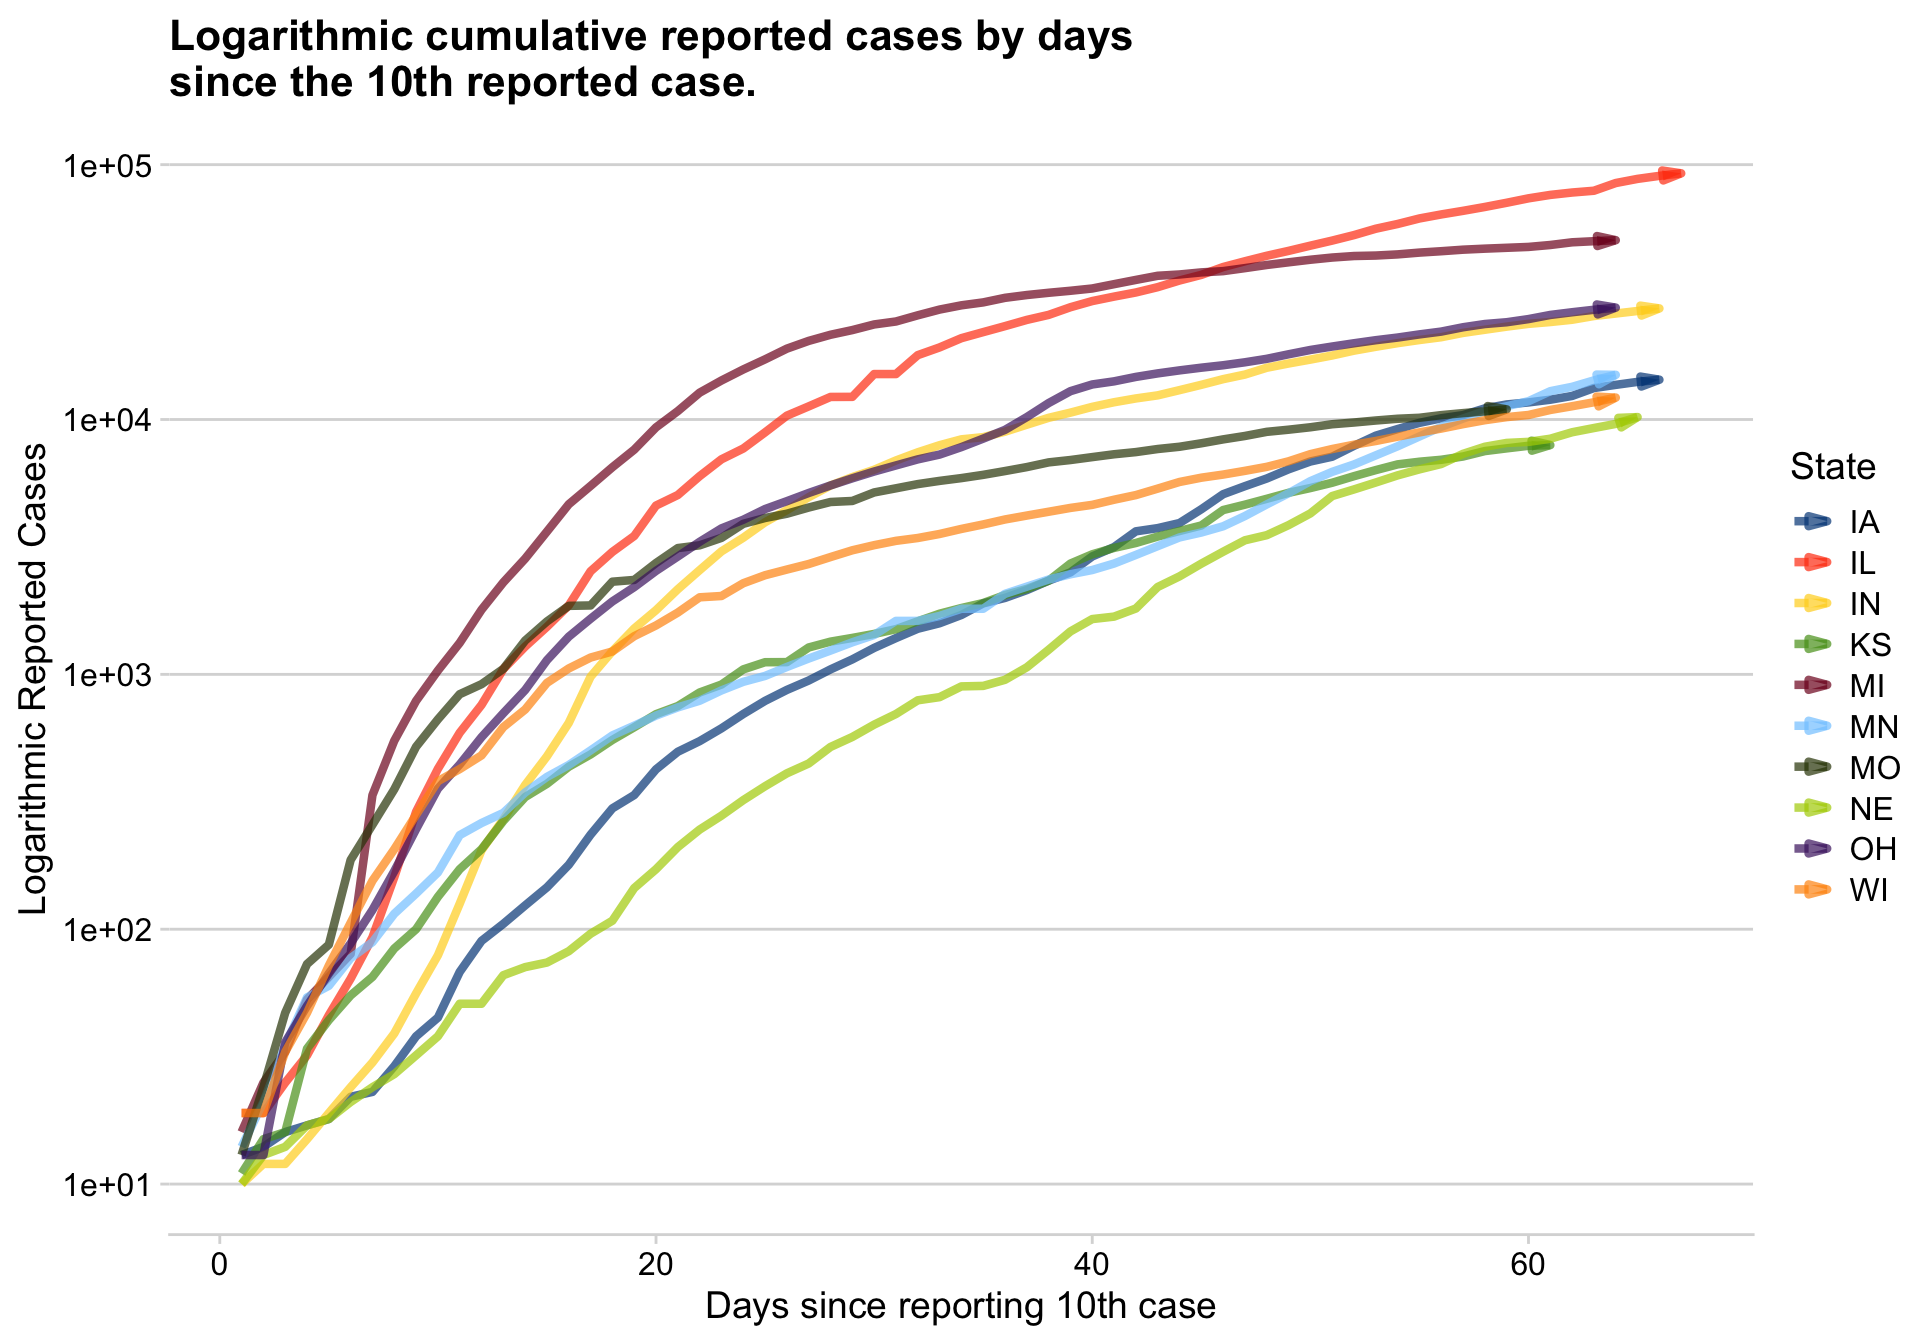 Logarithmic cumulative reported cases by days
since the 10th reported case.
1e+05
1e+04
1e+03
1e+02
1e+01
Logarithmic Reported Cases
0
20
40
60
Days since reporting 10th case
State
IA
IL
IN
KS
MI
MN
MO
NE
OH
WI